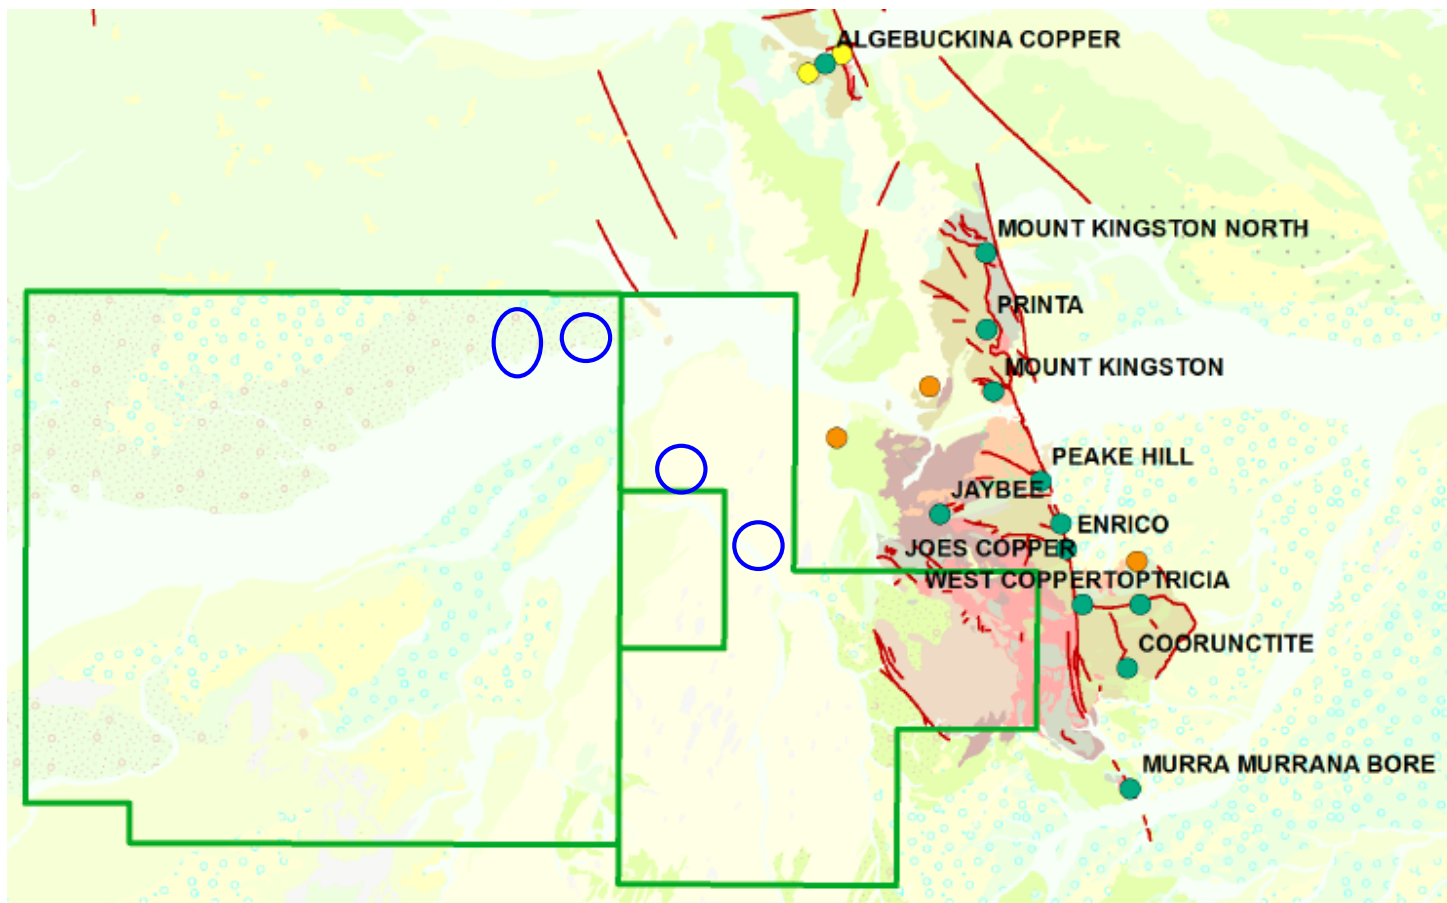 ALGEBUCKINA COPPER
MOUNT KINGSTON NORTH
PRINTA
MOUNT KINGSTON
PEAKE HILL
JAYBEE
ENRICO
JOES COPPER
WEST COPPERTOPTRICIA
COORUNCTITE
MURRA MURRANA BORE